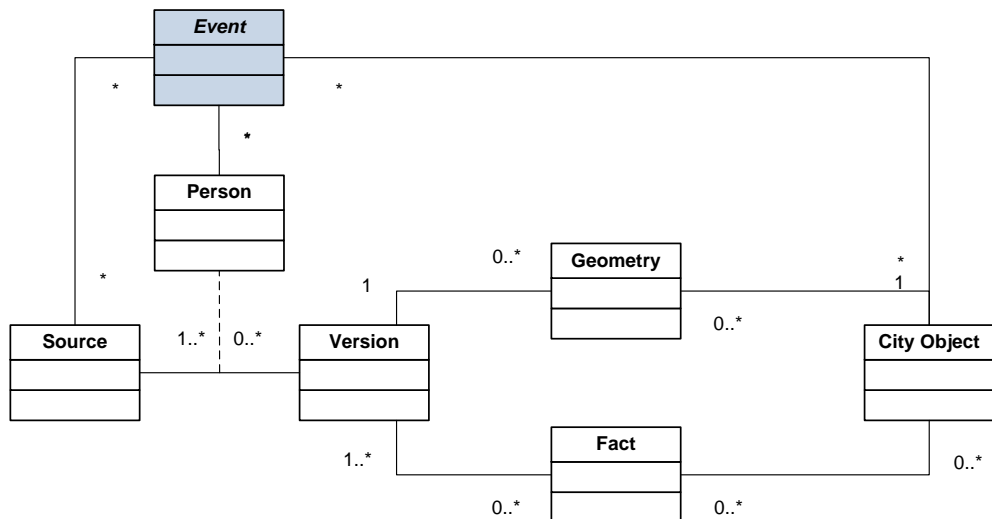 Event
* *
*
Person
0..* Geometry *
* 1 1
0..*
Source 1..* 0..* Version City Object
Fact
1..* 0..*
0..* 0..*